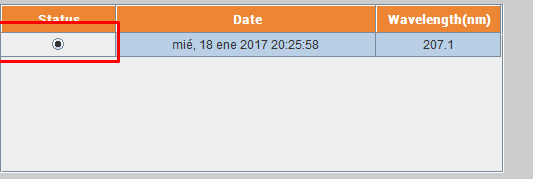 Status Date Wavelength(nm)
mié, 18 ene 2017 20:25:58 207.1